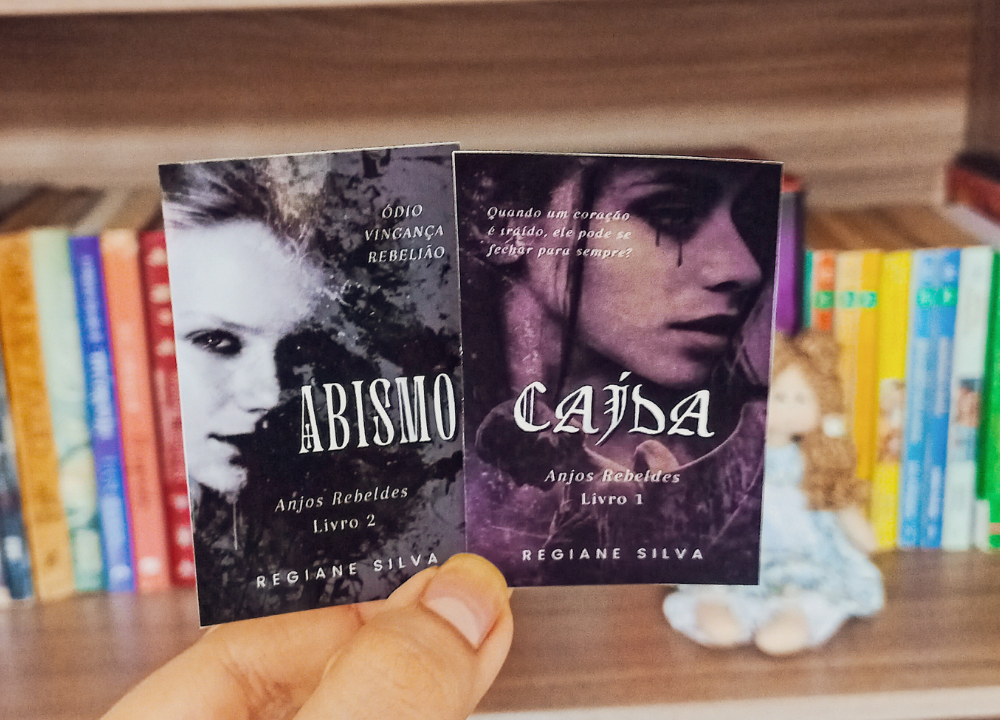 ÓDIO
VINGANÇA
REBELIÃO
ABISMO
Anjos Rebeldes
Livro 2
REGIANE SILVA
Quando um coração
é traído, ele pode se
fechar para sempre?
CAÍDA
Anjos Rebeldes
Livro 1
REGIANE SILVA